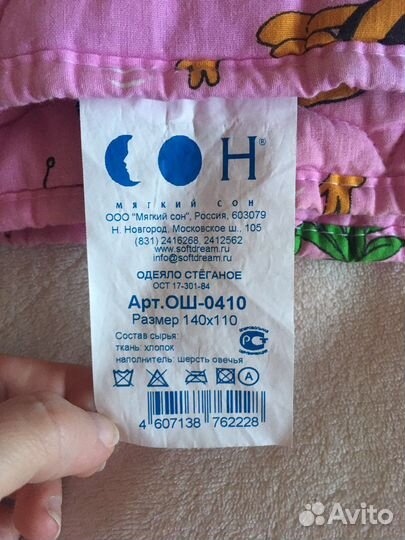 СОН®
МЯГКИЙ СОН
ООО "Мягкий сон", Россия, 603079
Н. Новгород, Московское ш., 105
(831) 2416268, 2412562
www.softdream.ru
info@softdream.ru
ОДЕЯЛО СТЁГАНОЕ
ОСТ 17-301-84
Арт.ОШ-0410
Размер 140х110
Состав сырья:
ткань: хлопок
наполнитель: шерсть овечья
A
4 607138 762228
Avito